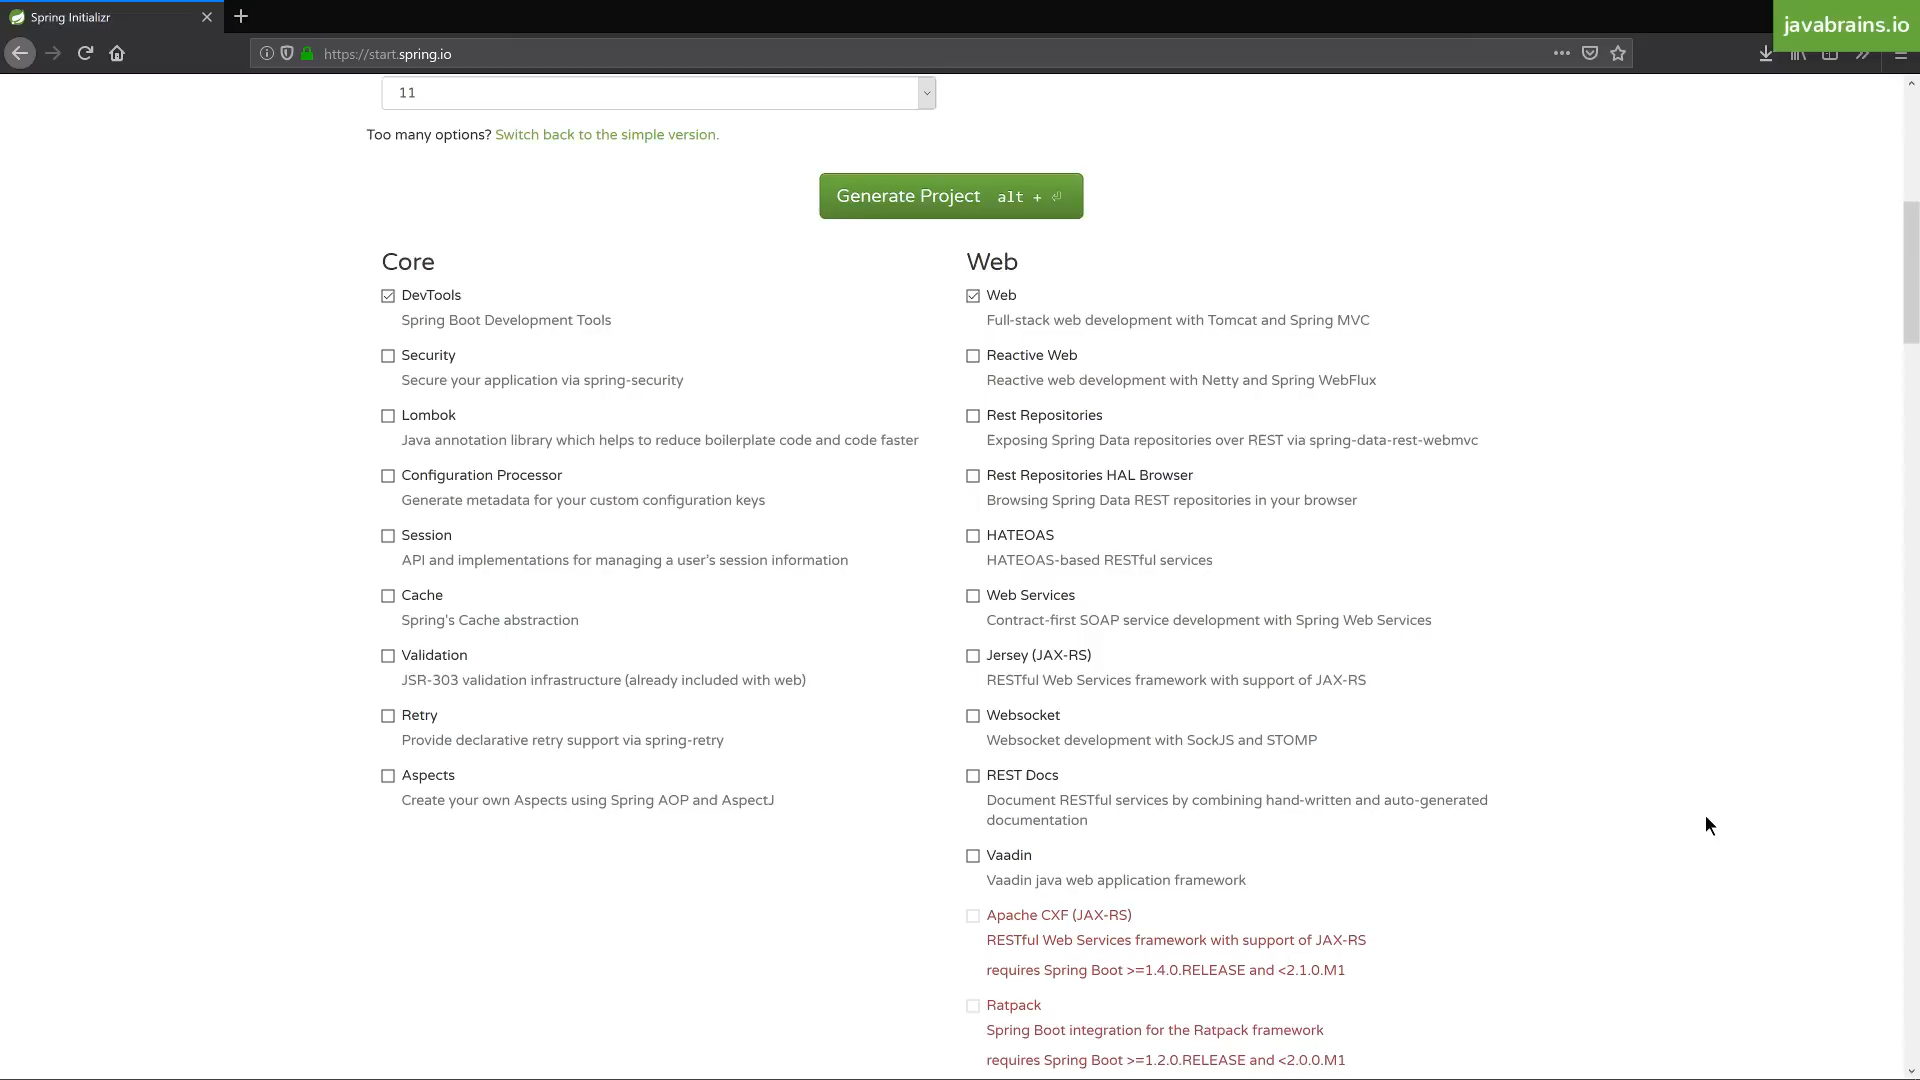 Spring Initializr
javabrains.io
https://start.spring.io
11
Too many options? Switch back to the simple version.
Generate Project alt + ⏎
Core
DevTools
Spring Boot Development Tools
Security
Secure your application via spring-security
Lombok
Java annotation library which helps to reduce boilerplate code and code faster
Configuration Processor
Generate metadata for your custom configuration keys
Session
API and implementations for managing a user's session information
Cache
Spring's Cache abstraction
Validation
JSR-303 validation infrastructure (already included with web)
Retry
Provide declarative retry support via spring-retry
Aspects
Create your own Aspects using Spring AOP and AspectJ
Web
Web
Full-stack web development with Tomcat and Spring MVC
Reactive Web
Reactive web development with Netty and Spring WebFlux
Rest Repositories
Exposing Spring Data repositories over REST via spring-data-rest-webmvc
Rest Repositories HAL Browser
Browsing Spring Data REST repositories in your browser
HATEOAS
HATEOAS-based RESTful services
Web Services
Contract-first SOAP service development with Spring Web Services
Jersey (JAX-RS)
RESTful Web Services framework with support of JAX-RS
Websocket
Websocket development with SockJS and STOMP
REST Docs
Document RESTful services by combining hand-written and auto-generated
documentation
Vaadin
Vaadin java web application framework
Apache CXF (JAX-RS)
RESTful Web Services framework with support of JAX-RS
requires Spring Boot >=1.4.0.RELEASE and <2.1.0.M1
Ratpack
Spring Boot integration for the Ratpack framework
requires Spring Boot >=1.2.0.RELEASE and <2.0.0.M1